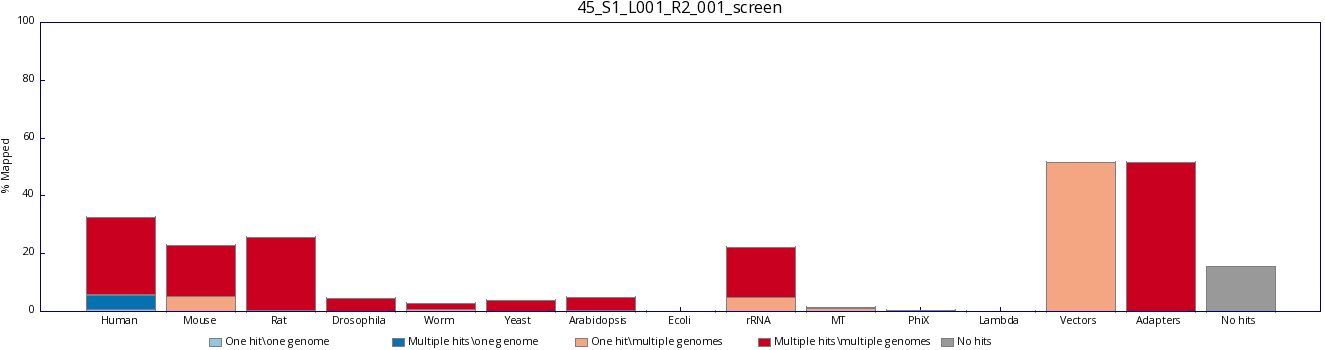 45_S1_L001_R2_001_screen
100
80
60
40
20
0
% Mapped
Human Mouse Rat Drosophila Worm Yeast Arabidopsis Ecoli rRNA MT PhiX Lambda Vectors Adapters No hits
One hit\one genome Multiple hits\one genome One hit\multiple genomes Multiple hits\multiple genomes No hits